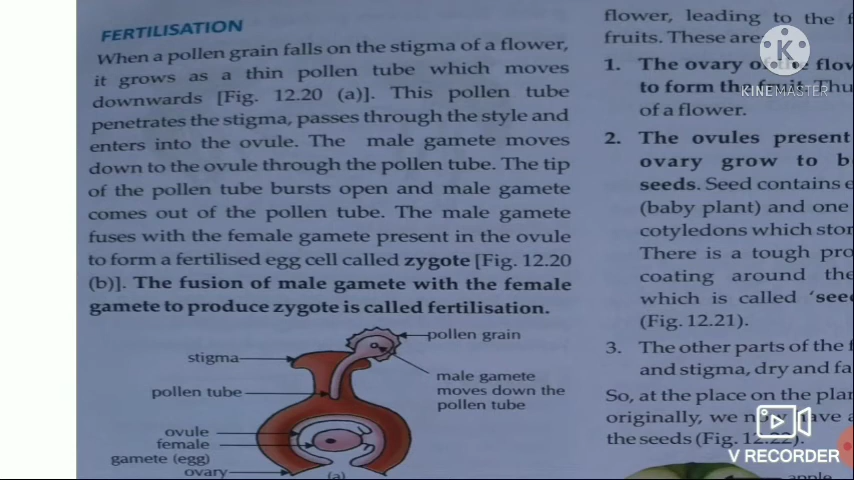 FERTILISATION
When a pollen grain falls on the stigma of a flower,
it grows as a thin pollen tube which moves
downwards [Fig. 12.20 (a)]. This pollen tube
penetrates the stigma, passes through the style and
enters into the ovule. The male gamete moves
down to the ovule through the pollen tube. The tip
of the pollen tube bursts open and male gamete
comes out of the pollen tube. The male gamete
fuses with the female gamete present in the ovule
to form a fertilised egg cell called zygote [Fig. 12.20
(b)]. The fusion of male gamete with the female
gamete to produce zygote is called fertilisation.
pollen grain
stigma
male gamete
moves down the
pollen tube
pollen tube
ovule
female
gamete (egg)
ovary
(a)
flower, leading to the
fruits. These are
1. The ovary of the
to form the
of a flower.
2. The ovules present
ovary grow to
seeds. Seed contains
(baby plant) and one
cotyledons which
There is a tough
coating around the
which is called
(Fig. 12.21).
3. The other parts of the
and stigma, dry and
So, at the place on the
originally, we now have
the seeds (Fig. 12.22).
apple
K
KINEMASTER
V RECORDER